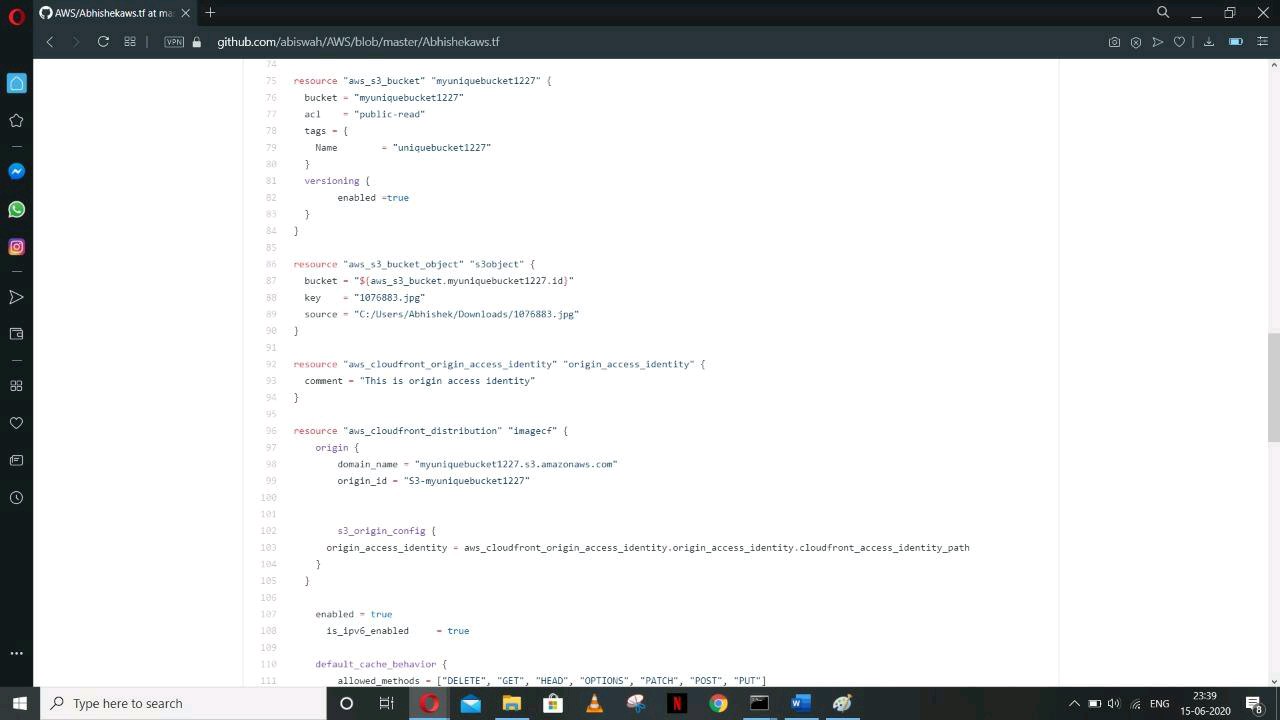 AWS/Abhishekaws.tf at ma
VPN
github.com/abiswah/AWS/blob/master/Abhishekaws.tf
74
75 resource "aws_s3_bucket" "myuniquebucket1227" {
76 bucket = "myuniquebucket1227"
77 acl = "public-read"
78 tags = {
79 Name = "uniquebucket1227"
80 }
81 versioning {
82 enabled =true
83 }
84 }
85
86 resource "aws_s3_bucket_object" "s3object" {
87 bucket = "${aws_s3_bucket.myuniquebucket1227.id}"
88 key = "1076883.jpg"
89 source = "C:/Users/Abhishek/Downloads/1076883.jpg"
90 }
91
92 resource "aws_cloudfront_origin_access_identity" "origin_access_identity" {
93 comment = "This is origin access identity"
94 }
95
96 resource "aws_cloudfront_distribution" "imagecf" {
97 origin {
98 domain_name = "myuniquebucket1227.s3.amazonaws.com"
99 origin_id = "S3-myuniquebucket1227"
100
101
102 s3_origin_config {
103 origin_access_identity = aws_cloudfront_origin_access_identity.origin_access_identity.cloudfront_access_identity_path
104 }
105 }
106
107 enabled = true
108 is_ipv6_enabled = true
109
110 default_cache_behavior {
111 allowed_methods = ["DELETE", "GET", "HEAD", "OPTIONS", "PATCH", "POST", "PUT"]
Type here to search
ENG
23:39
15-06-2020
8